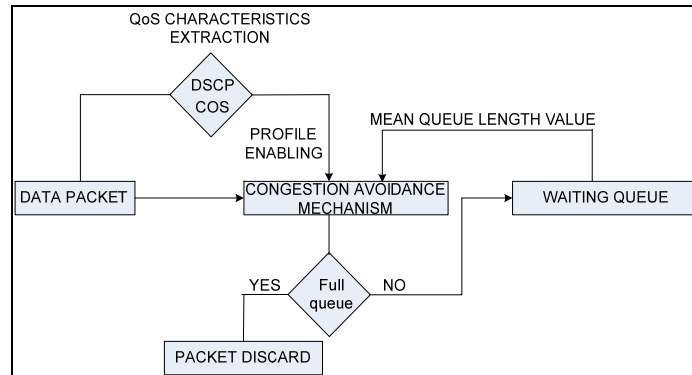 QoS CHARACTERISTICS
EXTRACTION
DSCP
COS
MEAN QUEUE LENGTH VALUE
PROFILE
ENABLING
DATA PACKET
CONGESTION AVOIDANCE
MECHANISM
WAITING QUEUE
YES
Full
queue
NO
PACKET DISCARD